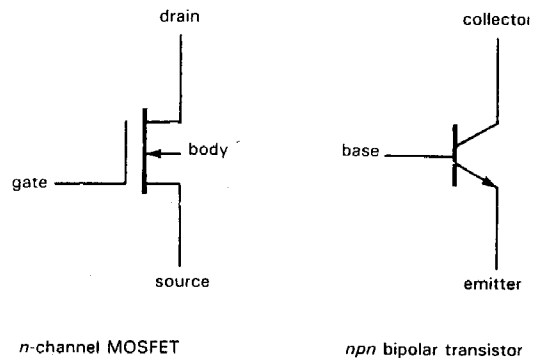 drain
collector
body
base
gate
source
emitter
n-channel MOSFET
npn bipolar transistor